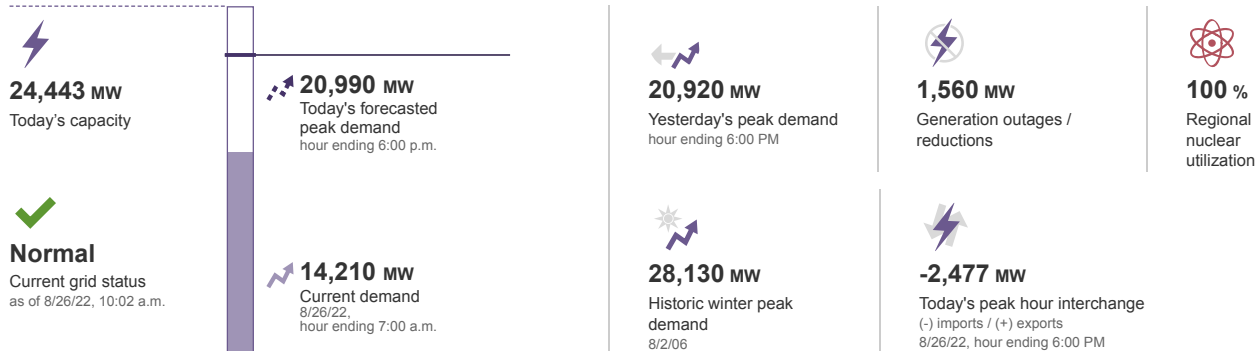 24,443 MW
Today's capacity
Normal
Current grid status
as of 8/26/22, 10:02 a.m.
20,990 MW
Today's forecasted
peak demand
hour ending 6:00 p.m.
14,210 MW
Current demand
8/26/22,
hour ending 7:00 a.m.
20,920 MW
Yesterday's peak demand
hour ending 6:00 PM
1,560 MW
Generation outages /
reductions
100 %
Regional
nuclear
utilization
28,130 MW
Historic winter peak
demand
8/2/06
-2,477 MW
Today's peak hour interchange
(-) imports / (+) exports
8/26/22, hour ending 6:00 PM